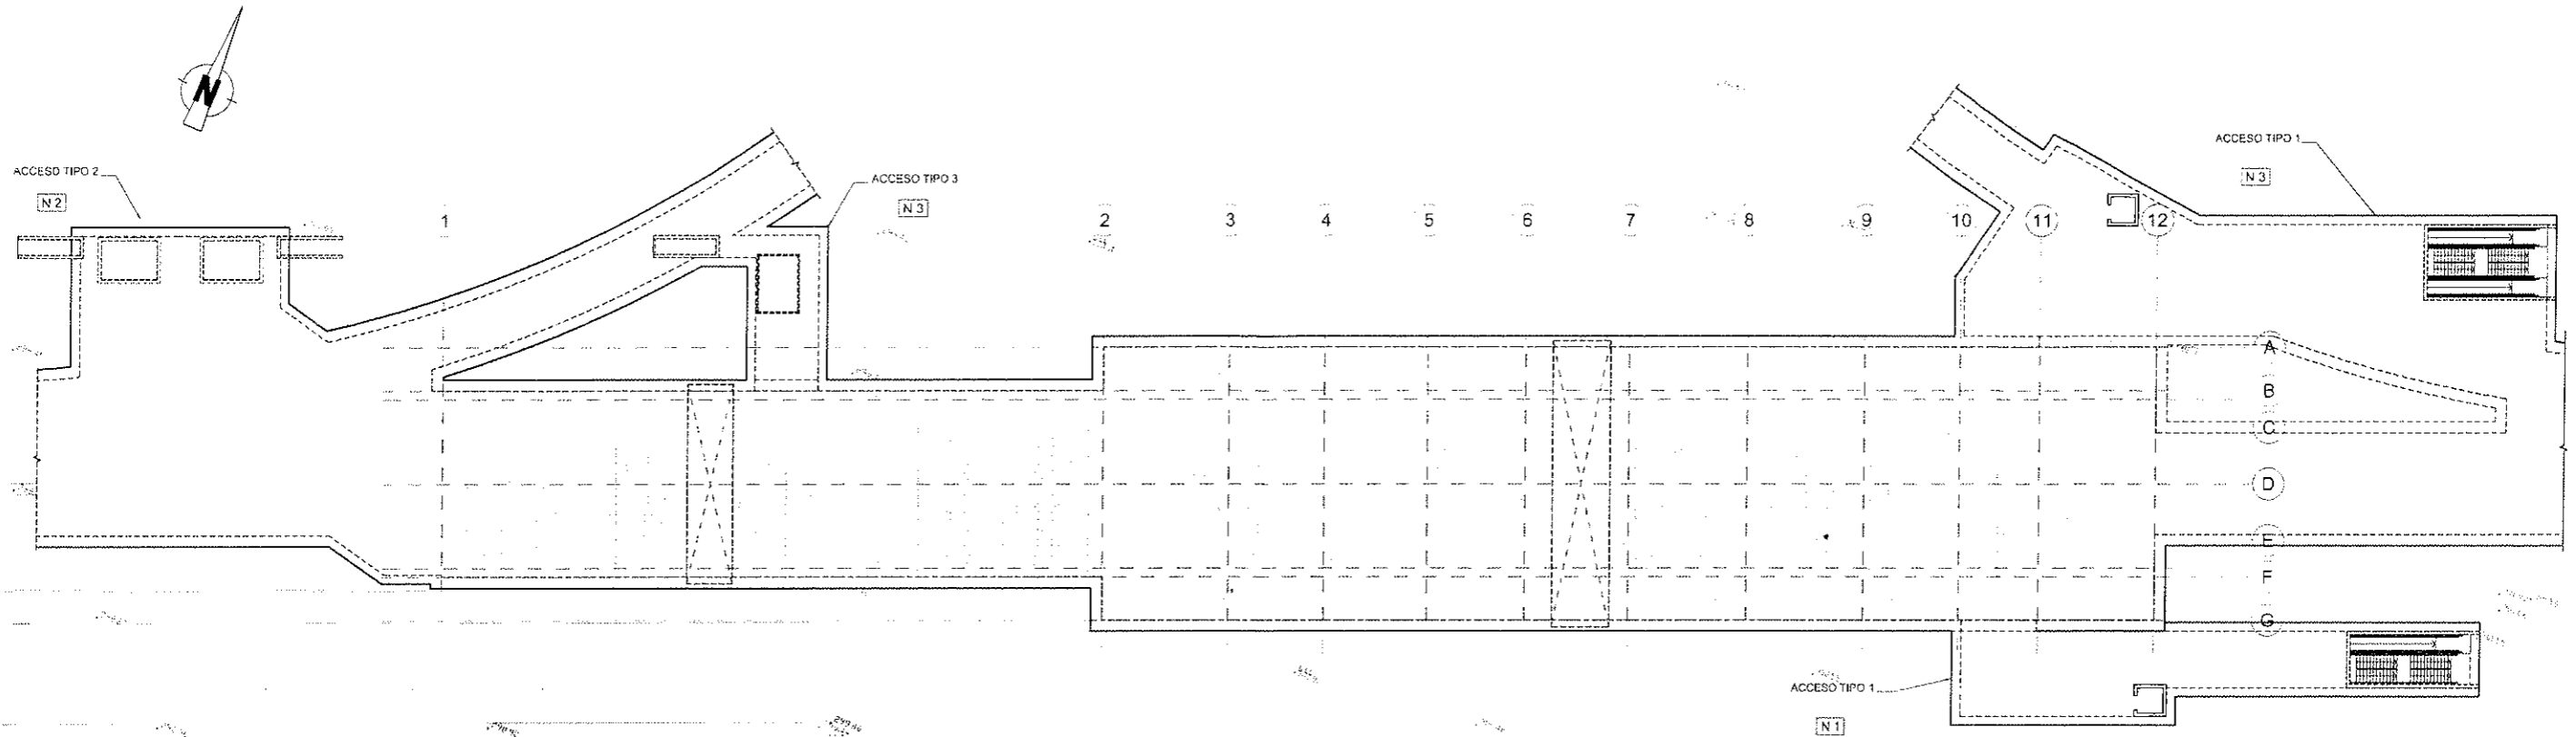 N
ACCESO TIPO 2
N 2
ACCESO TIPO 3
N 3
ACCESO TIPO 1
N 3
1
2
3
4
5
6
7
8
9
10
11
12
A
B
C
D
E
F
G
ACCESO TIPO 1
N 1